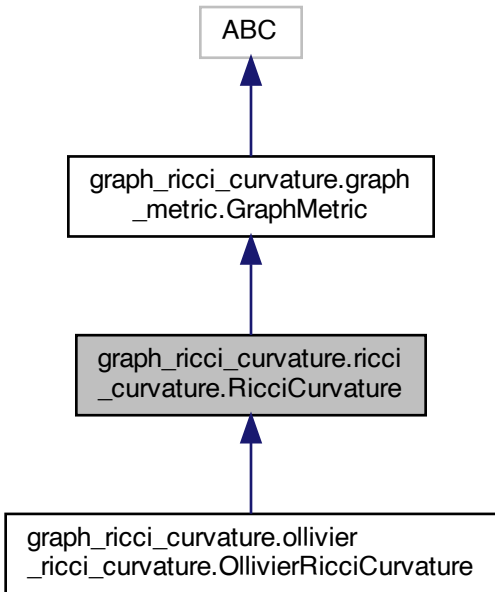 ABC
graph_ricci_curvature.graph
_metric.GraphMetric
graph_ricci_curvature.ricci
_curvature.RicciCurvature
graph_ricci_curvature.ollivier
_ricci_curvature.OllivierRicciCurvature